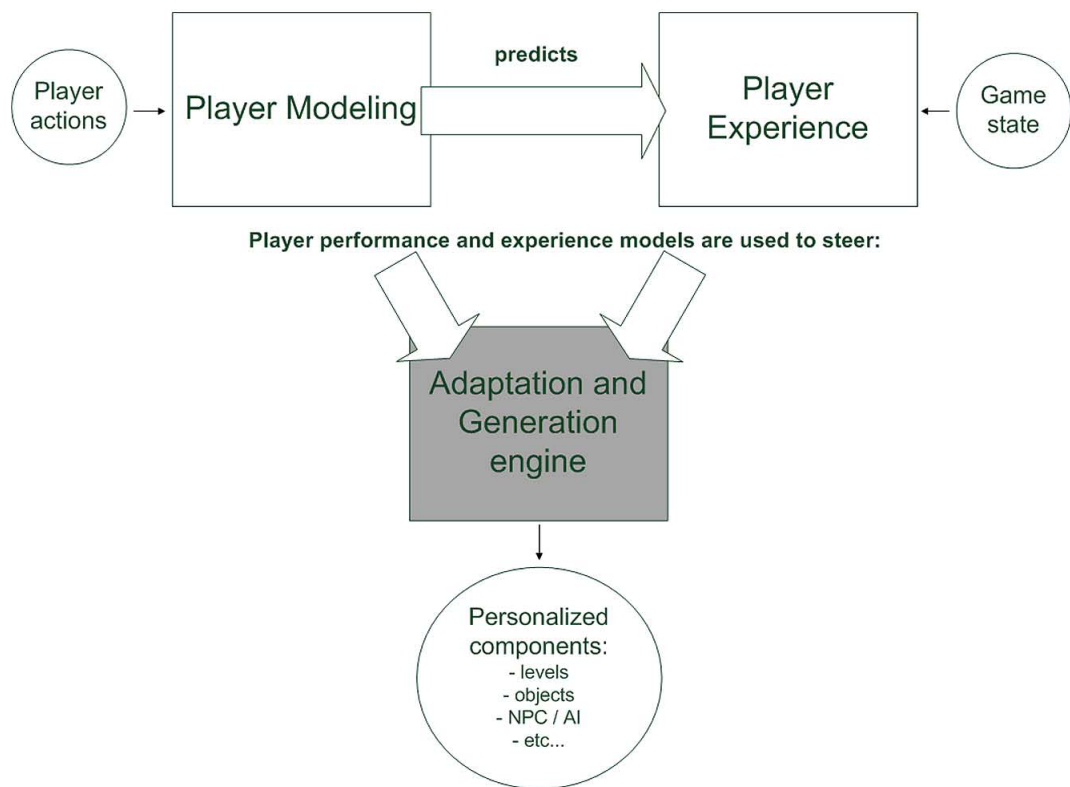 Player
actions
Player Modeling
predicts
Player
Experience
Game
state
Player performance and experience models are used to steer:
Adaptation and
Generation
engine
Personalized
components:
- levels
- objects
- NPC / AI
- etc...